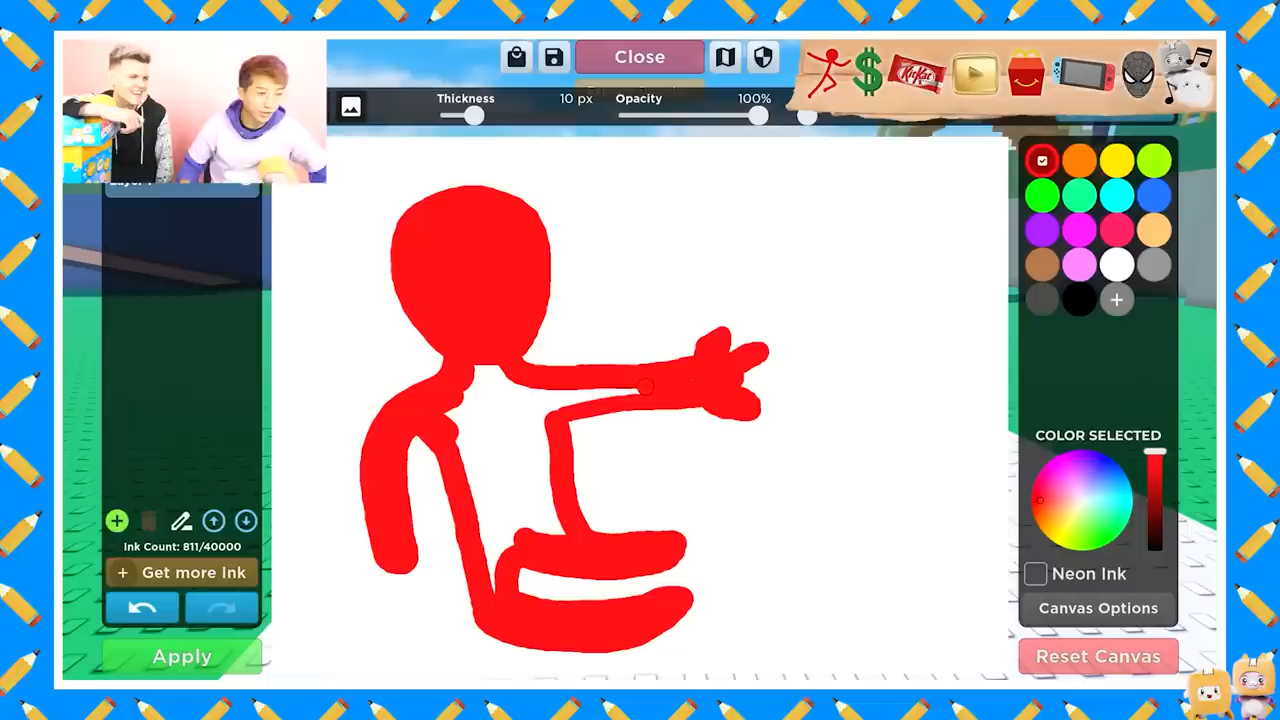 Close
Thickness 10 px Opacity 100%
KitKat
COLOR SELECTED
Ink Count: 811/40000
+ Get more Ink
Neon Ink
Canvas Options
Apply
Reset Canvas